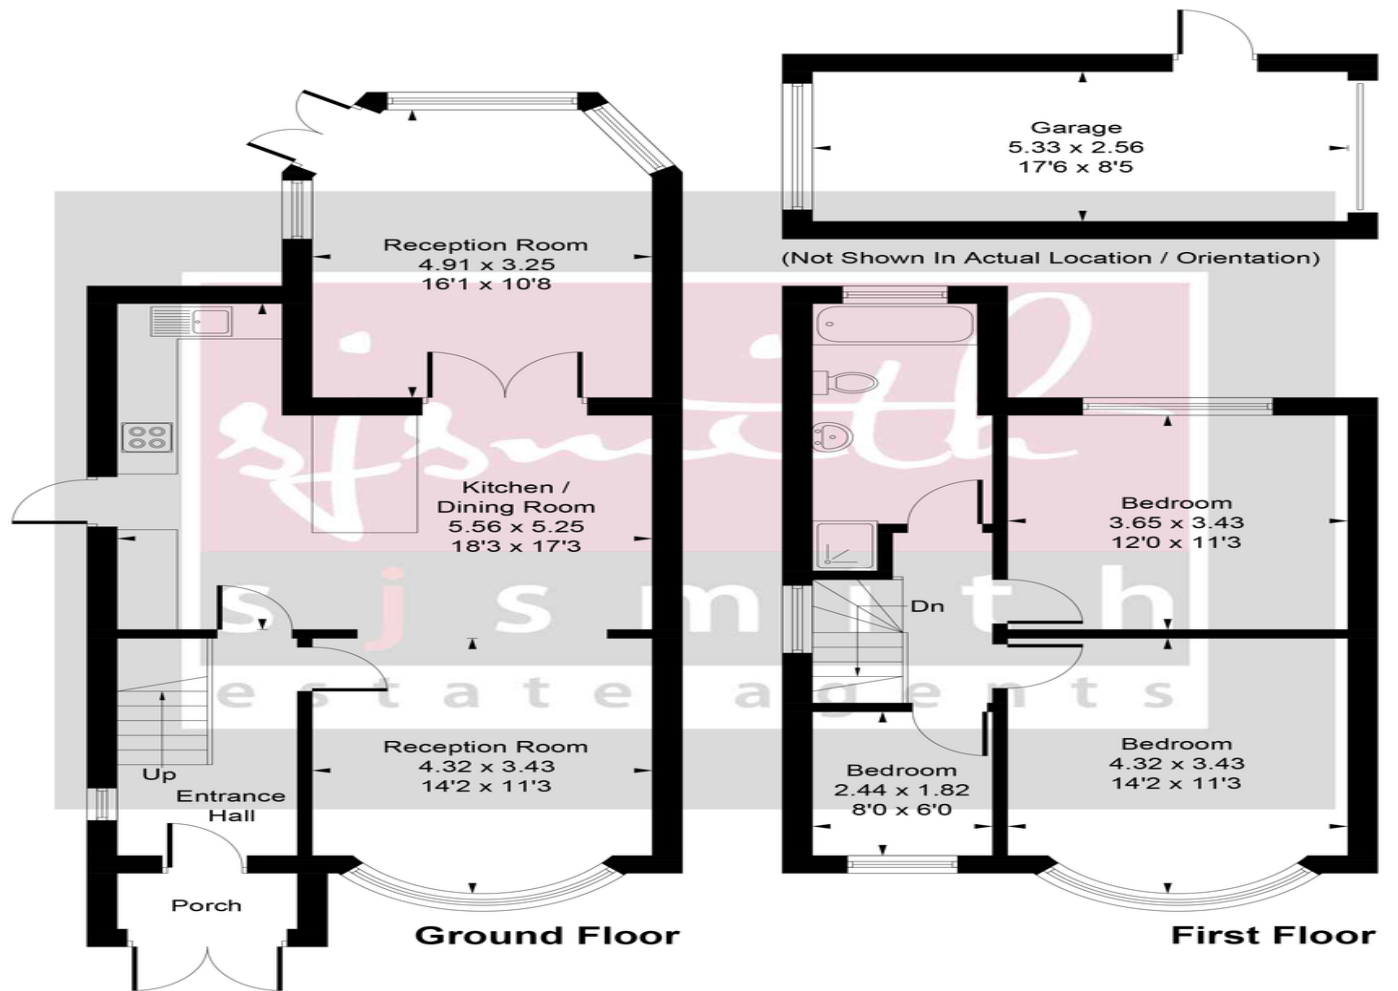 Garage
5.33 x 2.56
17'6 x 8'5
(Not Shown In Actual Location / Orientation)
Reception Room
4.91 x 3.25
16'1 x 10'8
sjsmith
Kitchen /
Dining Room
5.56 x 5.25
18'3 x 17'3
Bedroom
3.65 x 3.43
12'0 x 11'3
sjsmith
estate agents
Dn
Up
Entrance
Hall
Reception Room
4.32 x 3.43
14'2 x 11'3
Bedroom
2.44 x 1.82
8'0 x 6'0
Bedroom
4.32 x 3.43
14'2 x 11'3
Porch
Ground Floor
First Floor